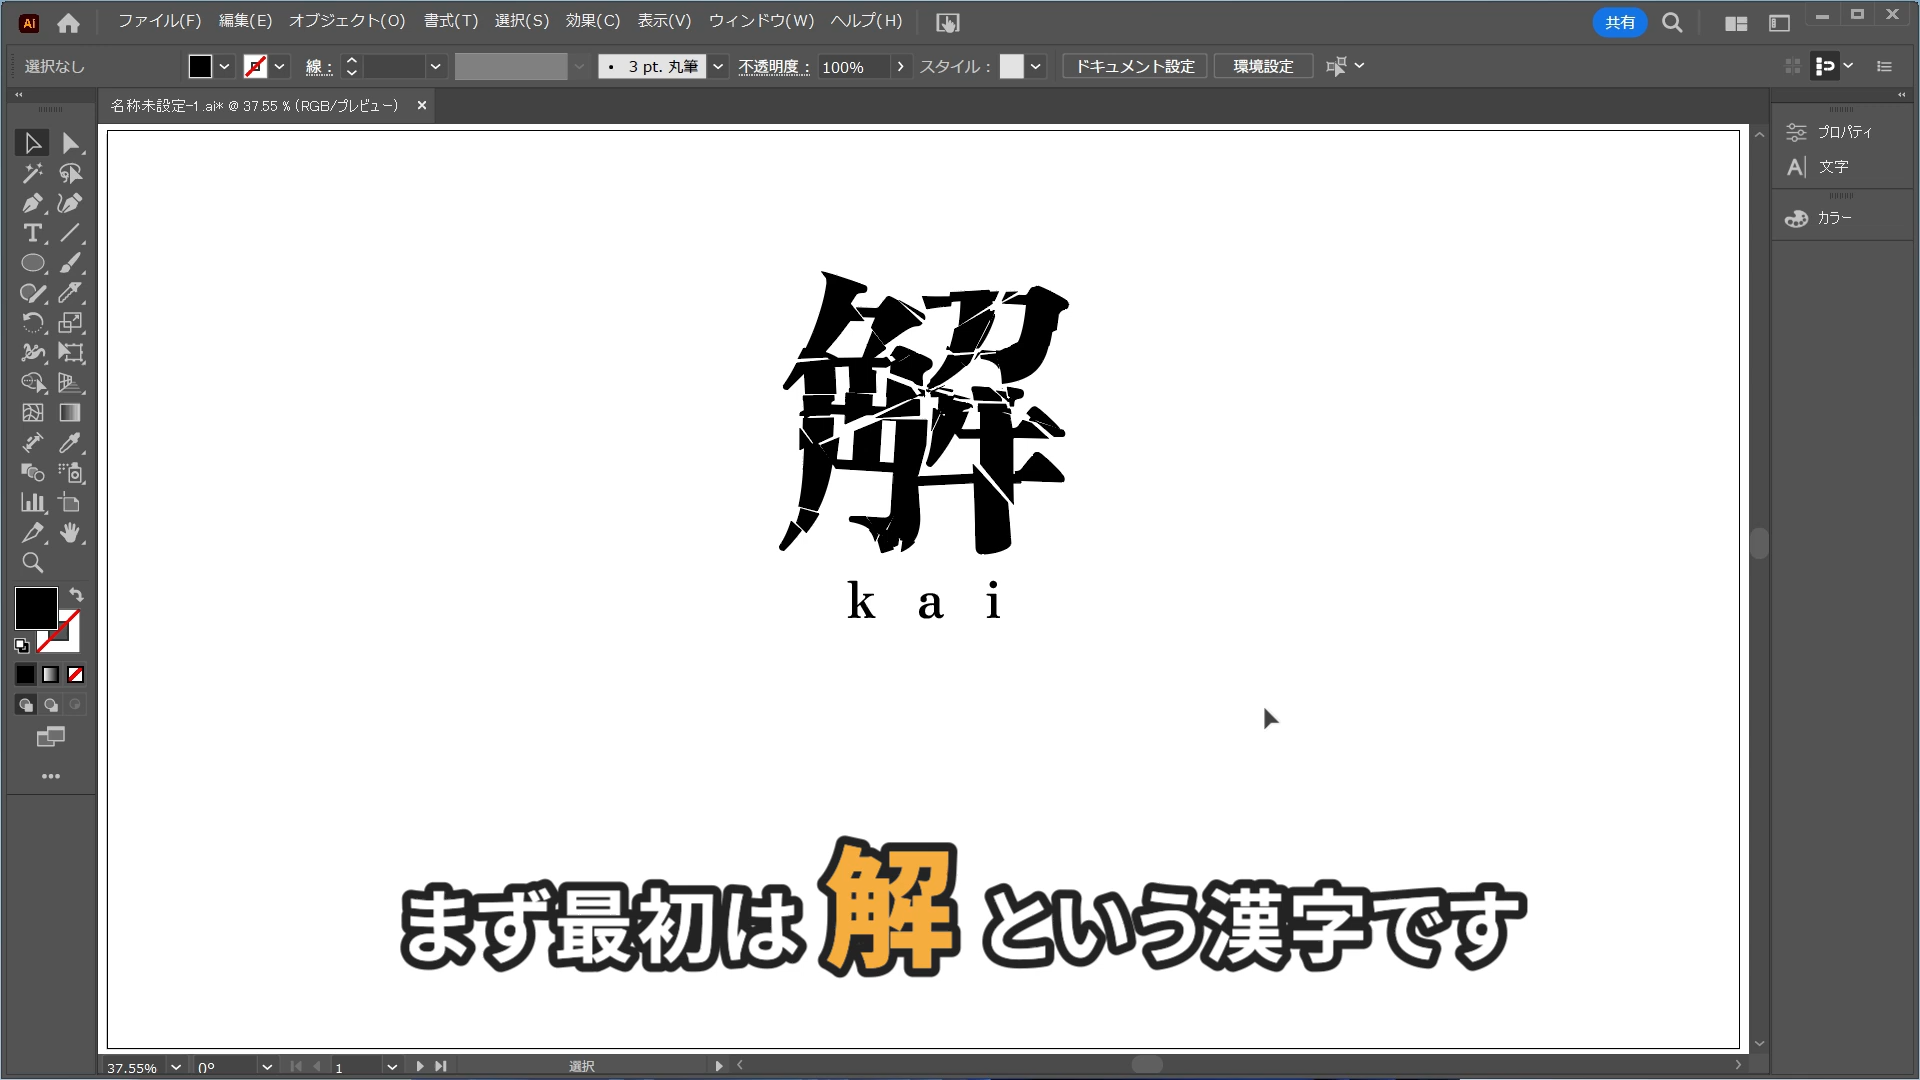 Ai ファイル(F) 編集(E) オブジェクト(O) 書式(T) 選択(S) 効果(C) 表示(V) ウィンドウ(W) ヘルプ(H) 共有
選択なし 線： 3 pt. 丸筆 不透明度： 100% スタイル： ドキュメント設定 環境設定
名称未設定-1.ai* @ 37.55 % (RGB/プレビュー) ×
プロパティ
文字
カラー
解
k a i
まず最初は解という漢字です
37.55% 0° 1 選択